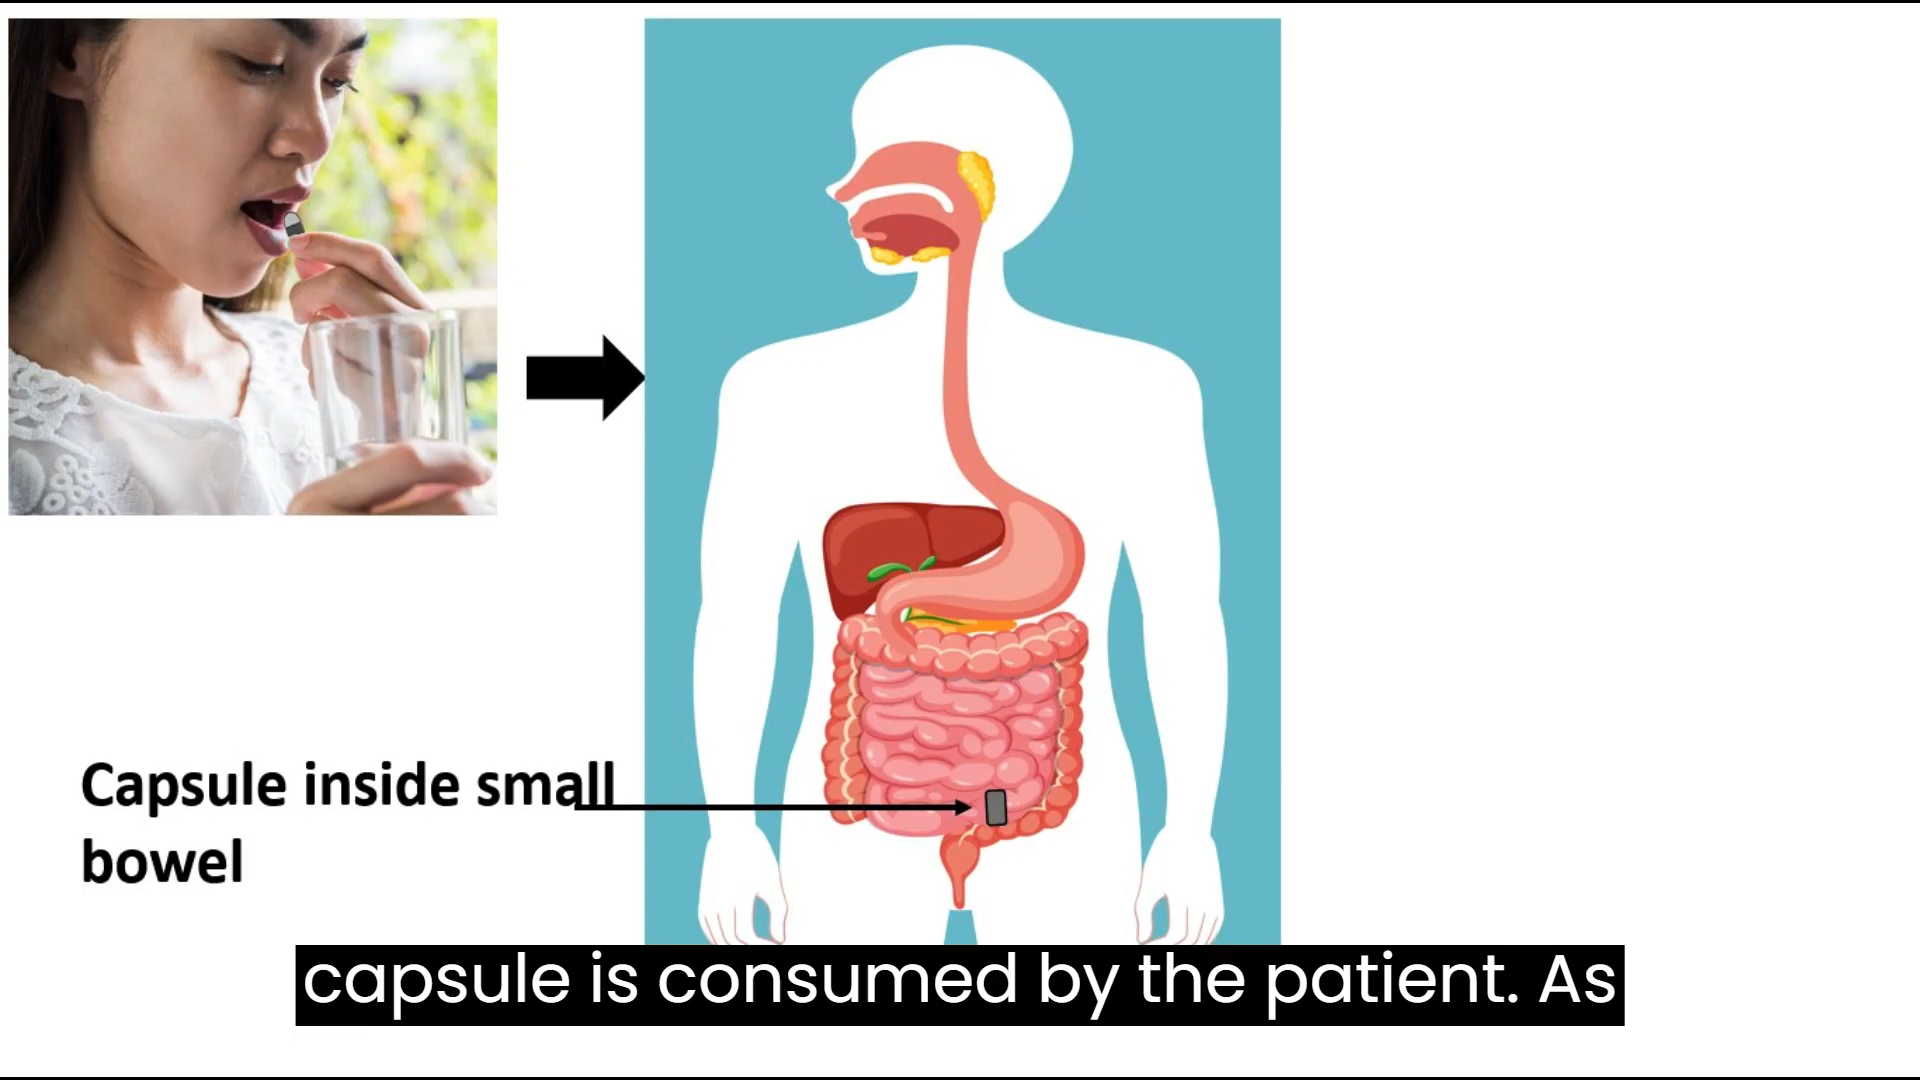 Capsule inside small
bowel
capsule is consumed by the patient. As